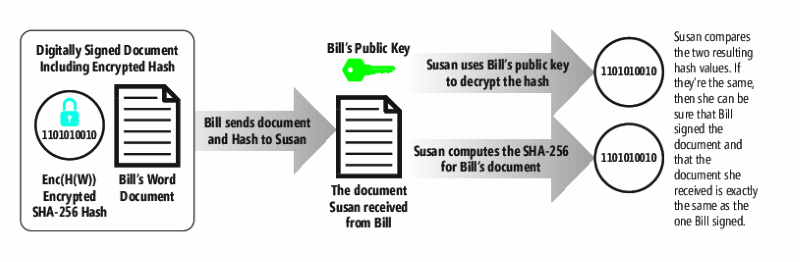 Digitally Signed Document
Including Encrypted Hash
1101010010
Enc(H(W))
Encrypted
SHA-256 Hash
Bill's Word
Document
Bill sends document
and Hash to Susan
Bill's Public Key
The document
Susan received
from Bill
Susan uses Bill's public key
to decrypt the hash
1101010010
Susan computes the SHA-256
for Bill's document
1101010010
Susan compares
the two resulting
hash values. If
they're the same,
then she can be
sure that Bill
signed the
document and
that the
document she
received is exactly
the same as the
one Bill signed.